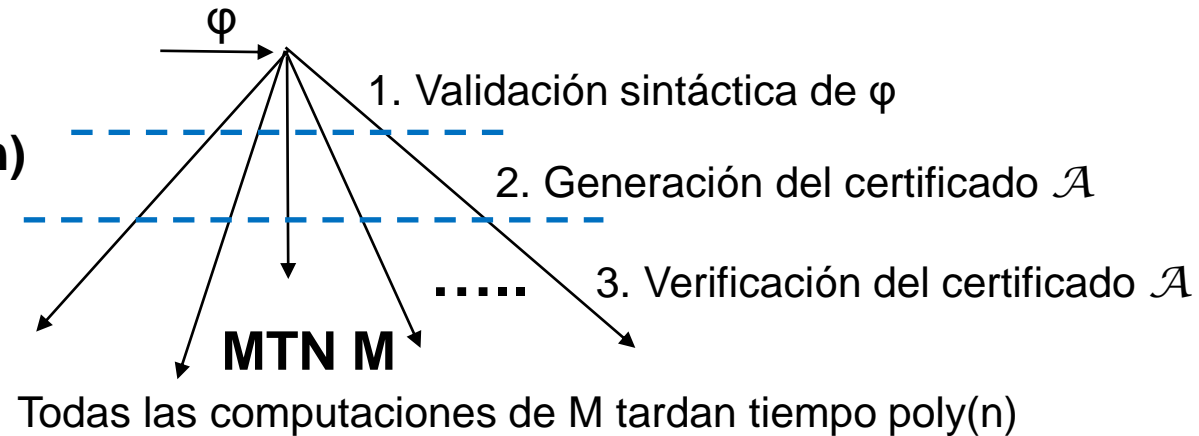 φ
1. Validación sintáctica de φ
n)
2. Generación del certificado 𝒜
..... 3. Verificación del certificado 𝒜
MTN M
Todas las computaciones de M tardan tiempo poly(n)